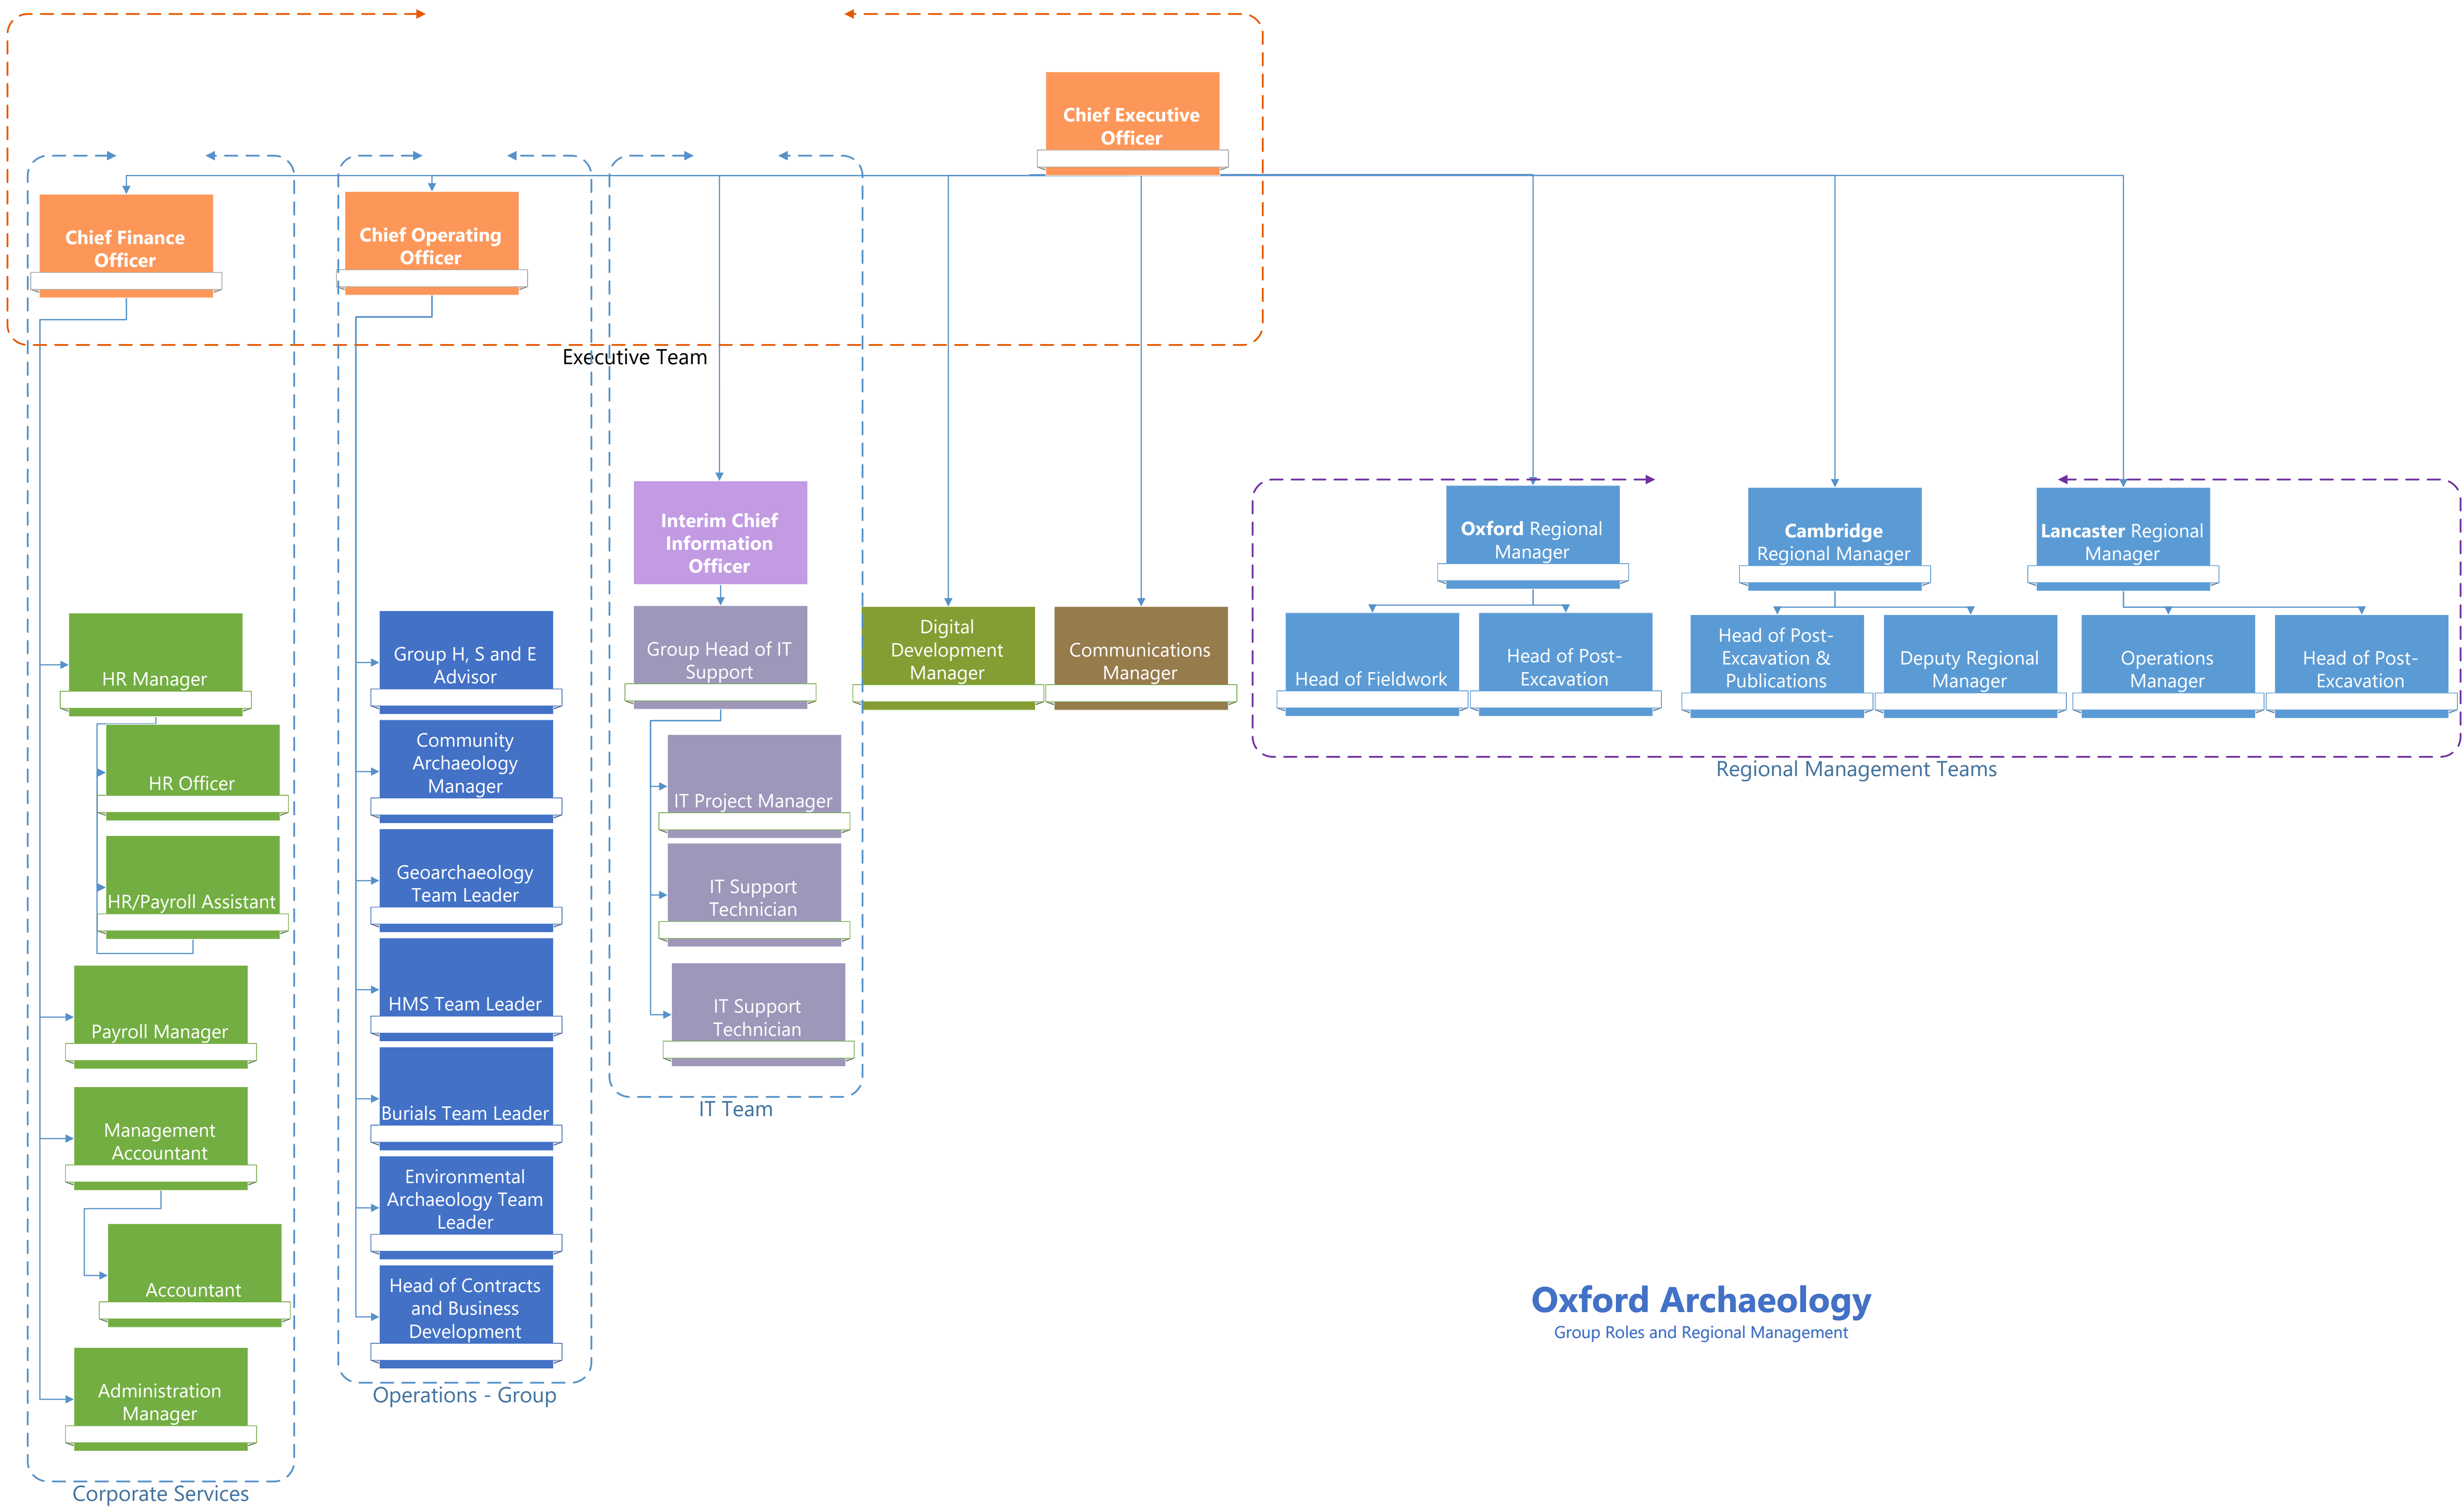 Chief Executive
Officer
Chief Finance
Officer
Chief Operating
Officer
Executive Team
Interim Chief
Information
Officer
Oxford Regional
Manager
Cambridge
Regional Manager
Lancaster Regional
Manager
HR Manager
Group H, S and E
Advisor
Group Head of IT
Support
Digital
Development
Manager
Communications
Manager
Head of Fieldwork
Head of Post-
Excavation
Head of Post-
Excavation &
Publications
Deputy Regional
Manager
Operations
Manager
Head of Post-
Excavation
Regional Management Teams
HR Officer
HR/Payroll Assistant
Payroll Manager
Management
Accountant
Accountant
Administration
Manager
Corporate Services
Community
Archaeology
Manager
Geoarchaeology
Team Leader
HMS Team Leader
Burials Team Leader
Environmental
Archaeology Team
Leader
Head of Contracts
and Business
Development
Operations - Group
IT Project Manager
IT Support
Technician
IT Support
Technician
IT Team
Oxford Archaeology
Group Roles and Regional Management